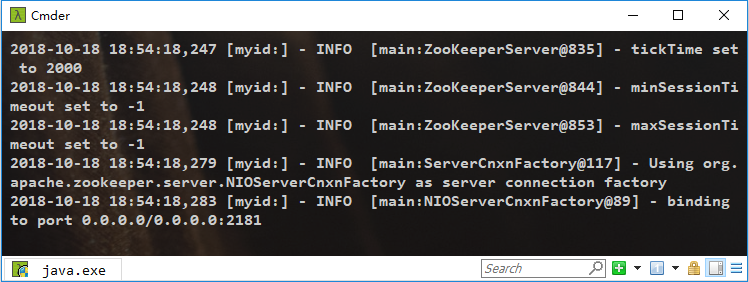 Cmder
2018-10-18 18:54:18,247 [myid:] - INFO  [main:ZooKeeperServer@835] - tickTime set
 to 2000
2018-10-18 18:54:18,248 [myid:] - INFO  [main:ZooKeeperServer@844] - minSessionTi
meout set to -1
2018-10-18 18:54:18,248 [myid:] - INFO  [main:ZooKeeperServer@853] - maxSessionTi
meout set to -1
2018-10-18 18:54:18,279 [myid:] - INFO  [main:ServerCnxnFactory@117] - Using org.
apache.zookeeper.server.NIOServerCnxnFactory as server connection factory
2018-10-18 18:54:18,283 [myid:] - INFO  [main:NIOServerCnxnFactory@89] - binding
to port 0.0.0.0/0.0.0.0:2181
java.exe
Search